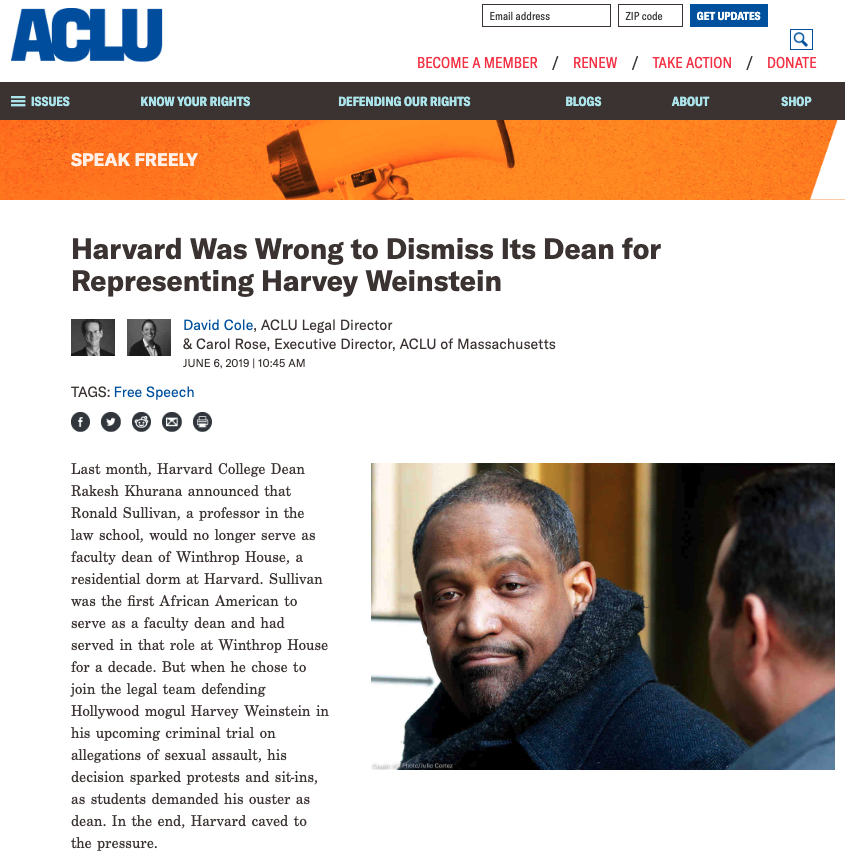 ACLU
Email address
ZIP code
GET UPDATES
BECOME A MEMBER / RENEW / TAKE ACTION / DONATE
ISSUES
KNOW YOUR RIGHTS
DEFENDING OUR RIGHTS
BLOGS
ABOUT
SHOP
SPEAK FREELY
Harvard Was Wrong to Dismiss Its Dean for
Representing Harvey Weinstein
David Cole, ACLU Legal Director
& Carol Rose, Executive Director, ACLU of Massachusetts
JUNE 6, 2019 | 10:45 AM
TAGS: Free Speech
Last month, Harvard College Dean
Rakesh Khurana announced that
Ronald Sullivan, a professor in the
law school, would no longer serve as
faculty dean of Winthrop House, a
residential dorm at Harvard. Sullivan
was the first African American to
serve as a faculty dean and had
served in that role at Winthrop House
for a decade. But when he chose to
join the legal team defending
Hollywood mogul Harvey Weinstein in
his upcoming criminal trial on
allegations of sexual assault, his
decision sparked protests and sit-ins,
as students demanded his ouster as
dean. In the end, Harvard caved to
the pressure.
Photo/Julio Cortez